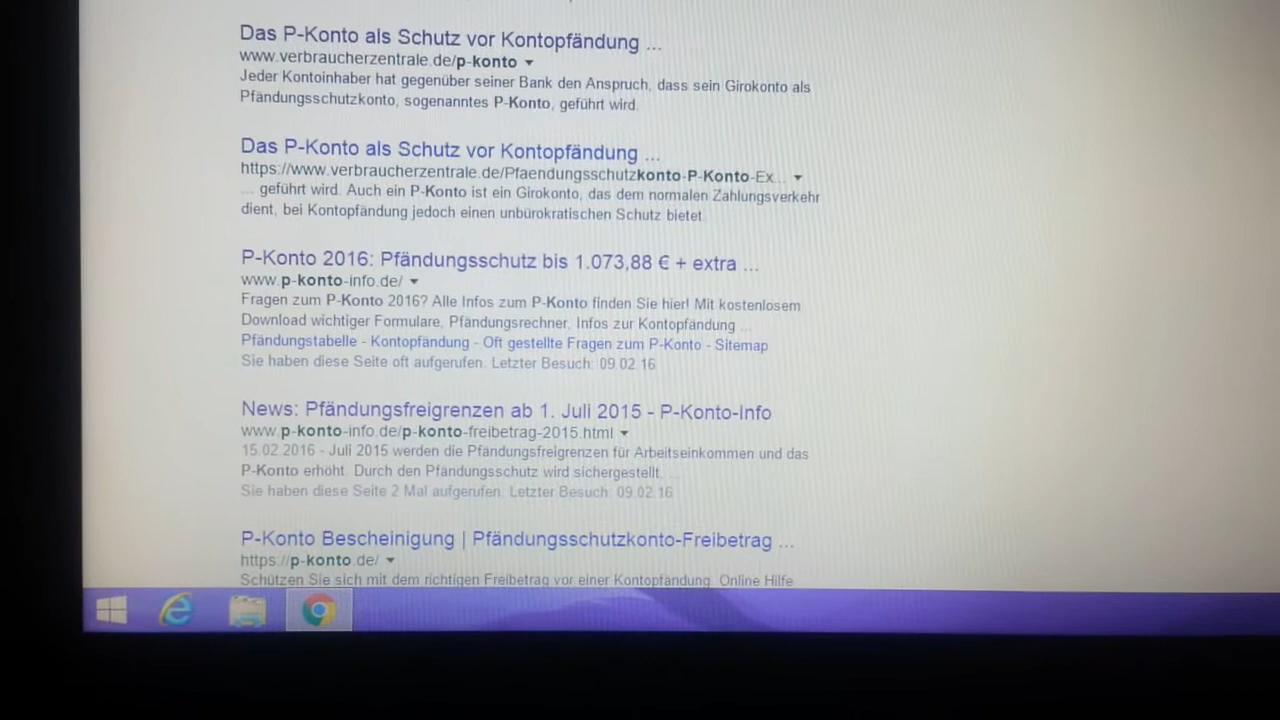 Das P-Konto als Schutz vor Kontopfändung ...
www.verbraucherzentrale.de/p-konto
Jeder Kontoinhaber hat gegenüber seiner Bank den Anspruch, dass sein Girokonto als
Pfändungsschutzkonto, sogenanntes P-Konto, geführt wird.
Das P-Konto als Schutz vor Kontopfändung ...
https://www.verbraucherzentrale.de/Pfaendungsschutzkonto-P-Konto-Ex...
... geführt wird. Auch ein P-Konto ist ein Girokonto, das dem normalen Zahlungsverkehr
dient, bei Kontopfändung jedoch einen unbürokratischen Schutz bietet
P-Konto 2016: Pfändungsschutz bis 1.073,88 € + extra ...
www.p-konto-info.de/
Fragen zum P-Konto 2016? Alle Infos zum P-Konto finden Sie hier! Mit kostenlosem
Download wichtiger Formulare, Pfändungsrechner, Infos zur Kontopfändung ...
Pfändungstabelle - Kontopfändung - Oft gestellte Fragen zum P-Konto - Sitemap
Sie haben diese Seite oft aufgerufen. Letzter Besuch: 09.02.16
News: Pfändungsfreigrenzen ab 1. Juli 2015 - P-Konto-Info
www.p-konto-info.de/p-konto-freibetrag-2015.html
15.02.2016 - Juli 2015 werden die Pfändungsfreigrenzen für Arbeitseinkommen und das
P-Konto erhöht. Durch den Pfändungsschutz wird sichergestellt. ...
Sie haben diese Seite 2 Mal aufgerufen. Letzter Besuch: 09.02.16
P-Konto Bescheinigung | Pfändungsschutzkonto-Freibetrag ...
https://p-konto.de/
Schützen Sie sich mit dem richtigen Freibetrag vor einer Kontopfändung. Online Hilfe